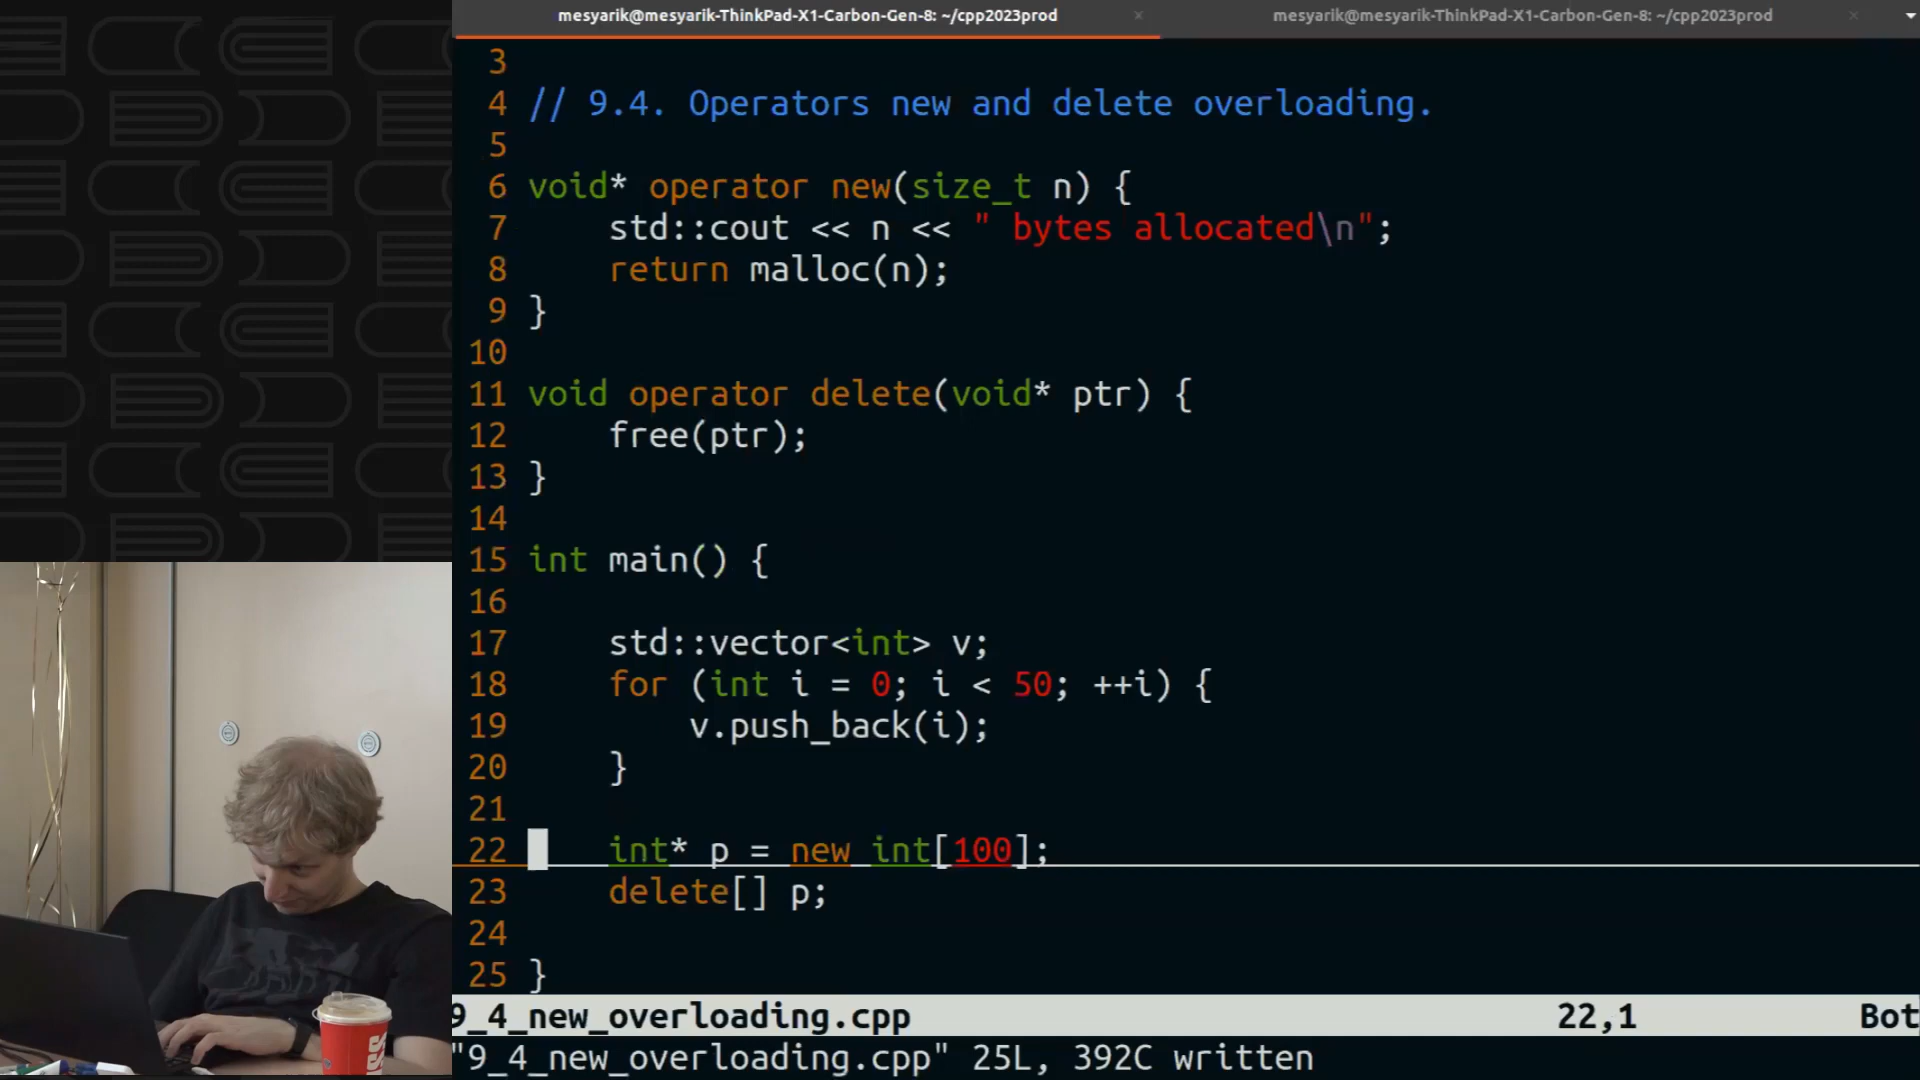 mesyarik@mesyarik-ThinkPad-X1-Carbon-Gen-8: ~/cpp2023prod × mesyarik@mesyarik-ThinkPad-X1-Carbon-Gen-8: ~/cpp2023prod ×
3
4 // 9.4. Operators new and delete overloading.
5
6 void* operator new(size_t n) {
7     std::cout << n << " bytes allocated\n";
8     return malloc(n);
9 }
10
11 void operator delete(void* ptr) {
12     free(ptr);
13 }
14
15 int main() {
16
17     std::vector<int> v;
18     for (int i = 0; i < 50; ++i) {
19         v.push_back(i);
20     }
21
22     int* p = new int[100];
23     delete[] p;
24
25 }
9_4_new_overloading.cpp 22,1 Bot
"9_4_new_overloading.cpp" 25L, 392C written